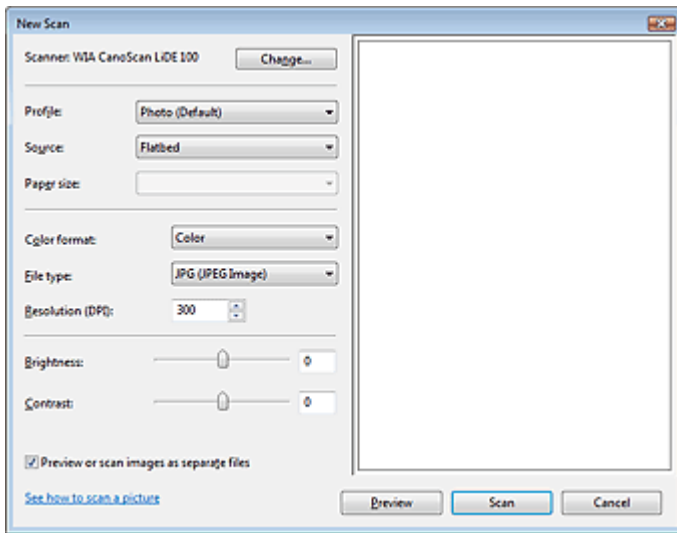 New Scan
Scanner: WIA CanoScan LiDE 100 Change...
Profile: Photo (Default)
Source: Flatbed
Paper size:
Color format: Color
File type: JPG (JPEG Image)
Resolution (DPI): 300
Brightness: 0
Contrast: 0
Preview or scan images as separate files
See how to scan a picture Preview Scan Cancel